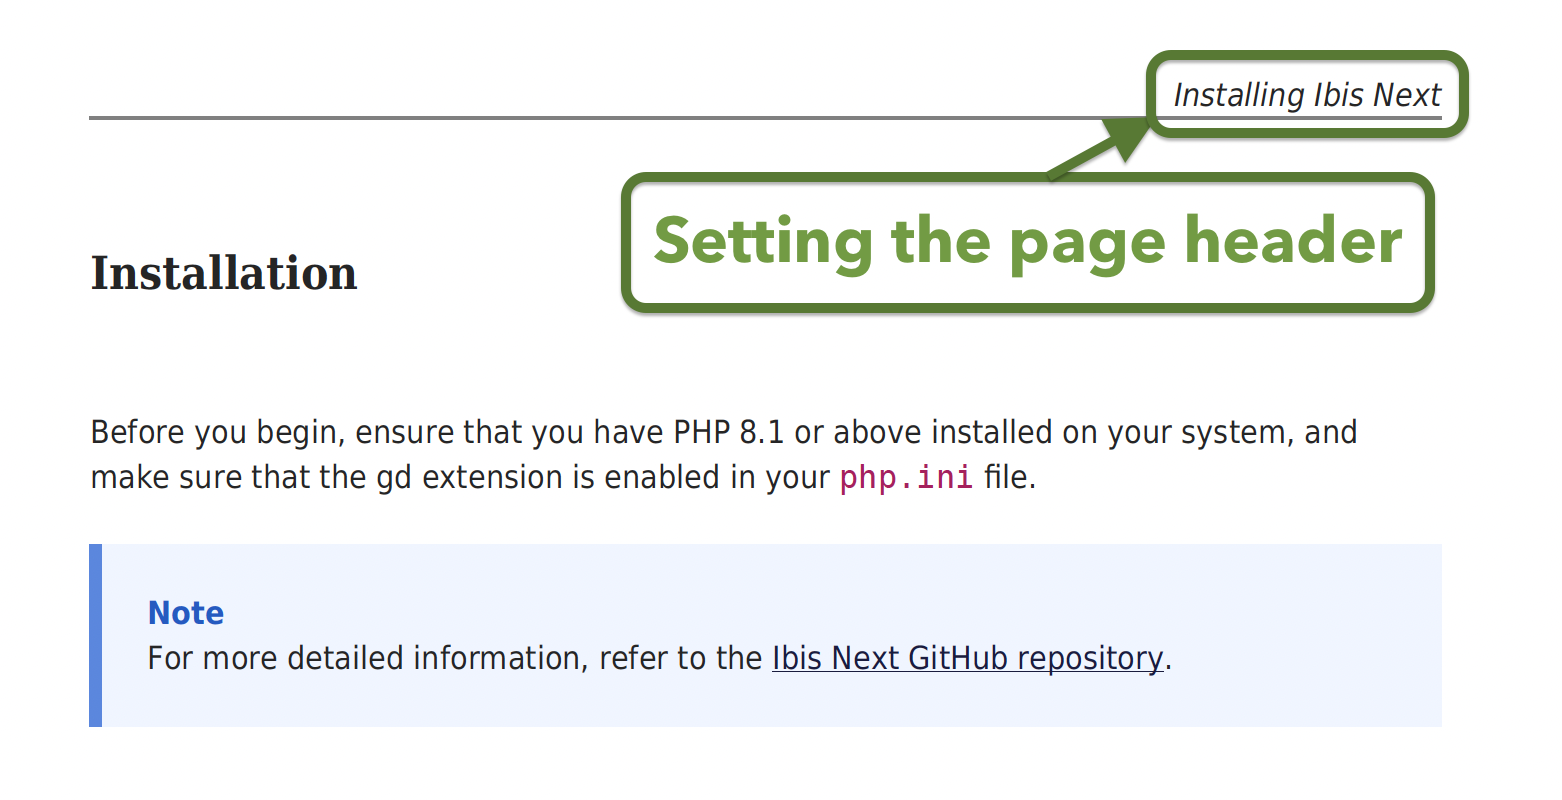 Installing Ibis Next
Setting the page header
Installation
Before you begin, ensure that you have PHP 8.1 or above installed on your system, and
make sure that the gd extension is enabled in your php.ini file.
Note
For more detailed information, refer to the Ibis Next GitHub repository.